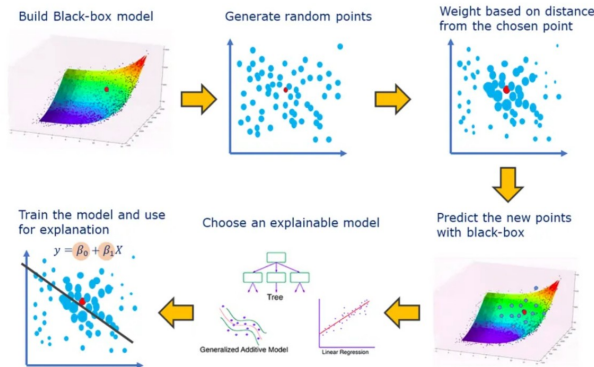 Build Black-box model
Generate random points
Weight based on distance
from the chosen point
Train the model and use
for explanation
y = β₀ + β₁X
Choose an explainable model
Tree
Generalized Additive Model
Linear Regression
Predict the new points
with black-box